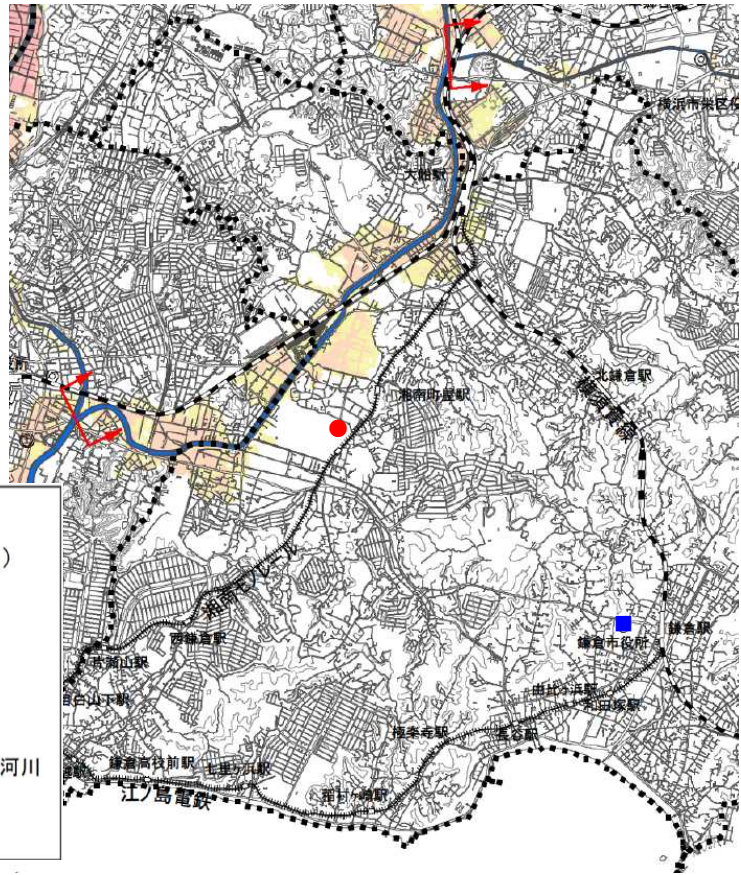 横浜市栄区役
大船駅
北鎌倉駅
横須賀線
湘南町屋駅
)
湘南モノレール
鎌倉市役所
鎌倉駅
西鎌倉駅
片瀬山駅
目白山下駅
由比ヶ浜駅
和田塚駅
極楽寺駅
長谷駅
鎌倉高校前駅
七里ヶ浜駅
河川
江ノ島電鉄
稲村ヶ崎駅